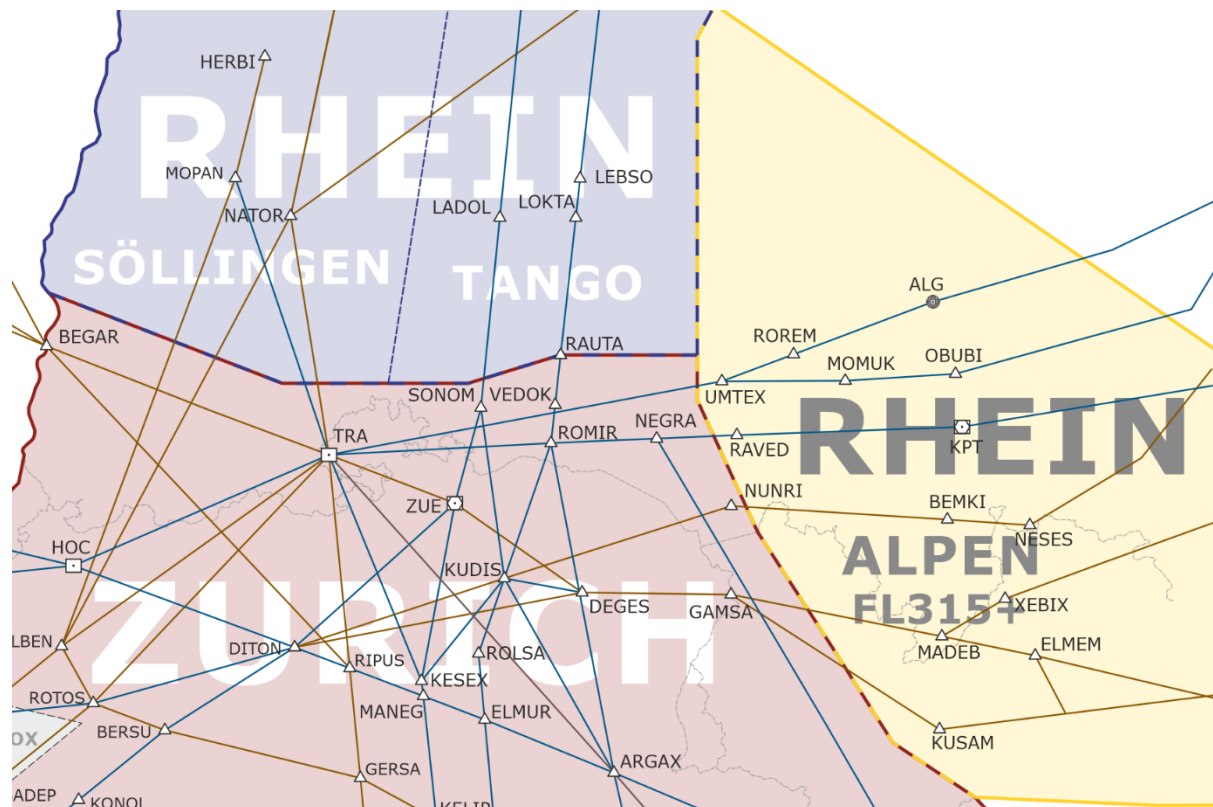 HERBI
RHEIN
MOPAN
LEBSO
NATOR
LADOL
LOKTA
SÖLLINGEN
TANGO
ALG
BEGAR
RAUTA
ROREM
MOMUK
OBUBI
UMTEX
SONOM
VEDOK
NEGRA
RHEIN
TRA
ROMIR
RAVED
KPT
ZUE
NUNRI
BEMKI
NESES
HOC
ALPEN
FL315+
KUDIS
ZURICH
DEGES
GAMSA
XEBIX
LBEN
DITON
RIPUS
ROLSA
MADEB
ELMEM
ROTOS
KESEX
MANEG
ELMUR
BERSU
OX
KUSAM
GERSA
ARGAX
ADEP
KONOL
KELIP